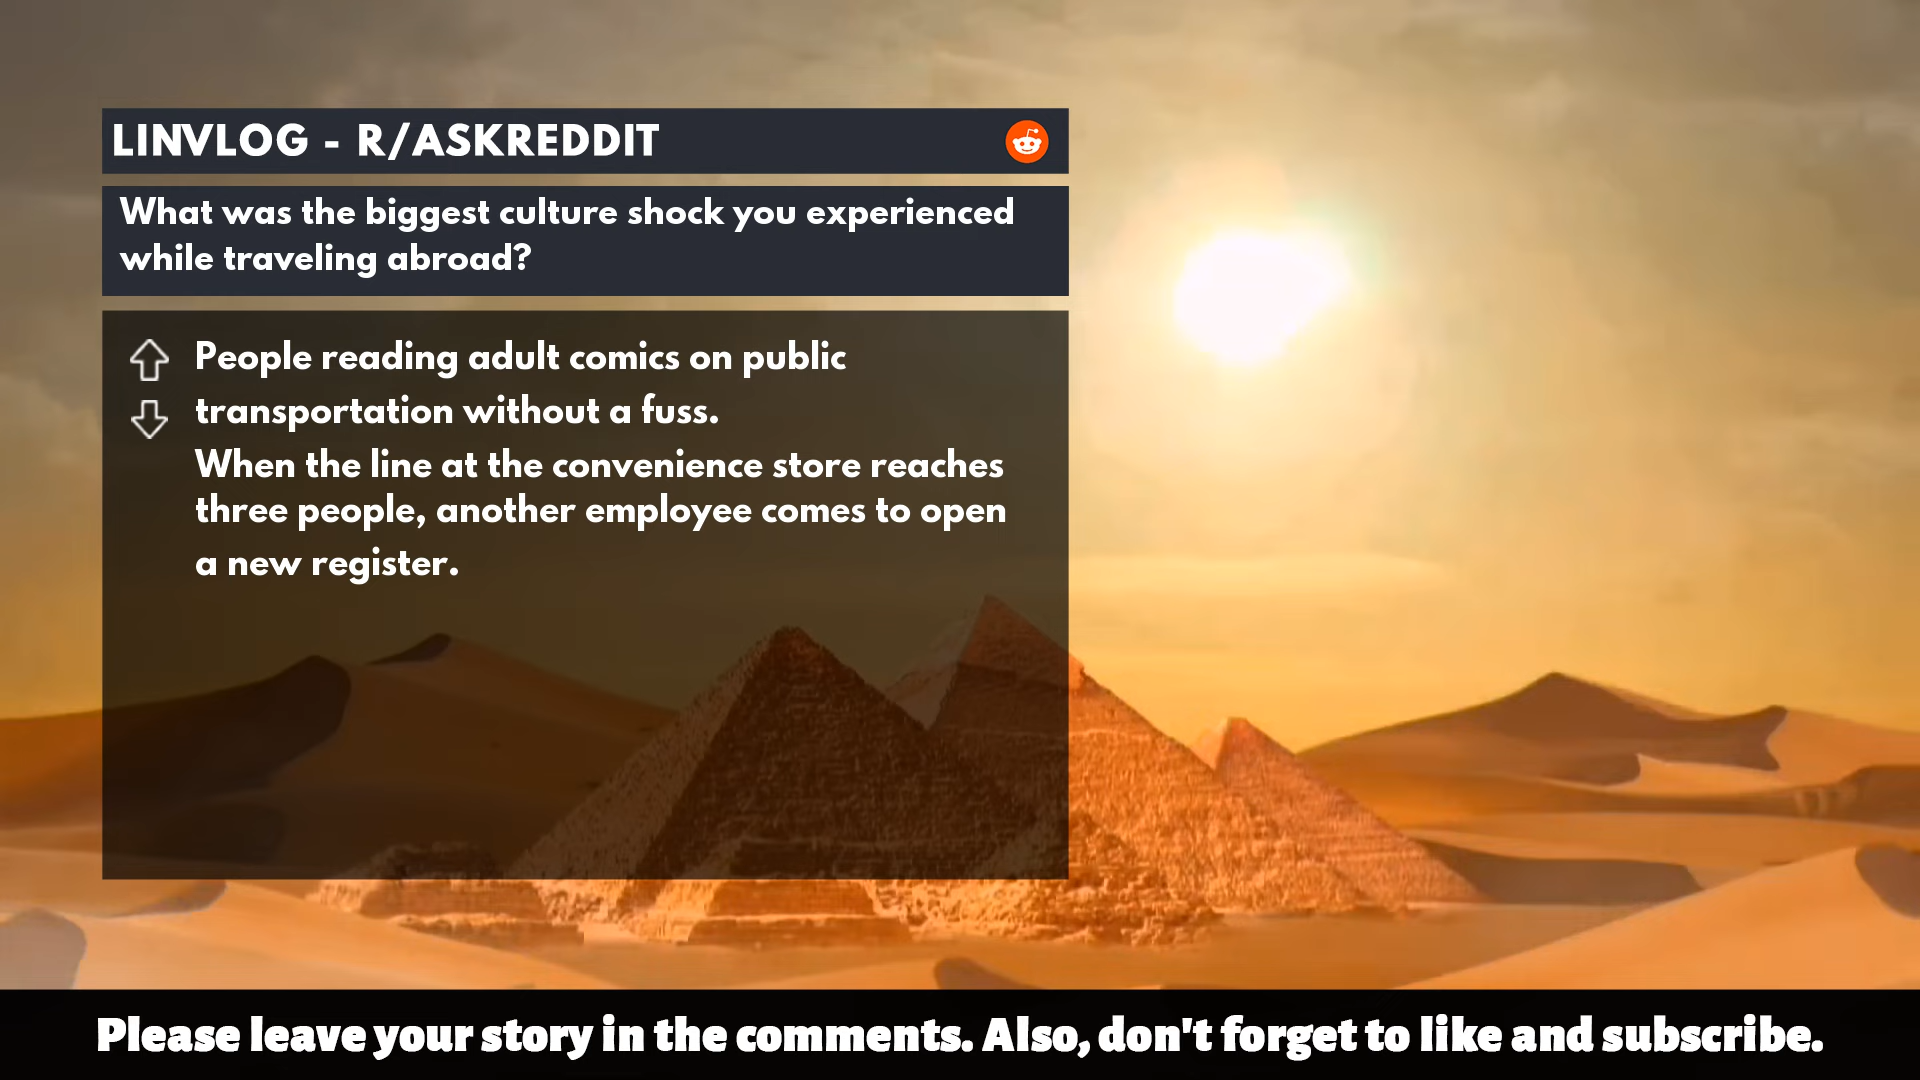 LINVLOG - R/ASKREDDIT
What was the biggest culture shock you experienced
while traveling abroad?
People reading adult comics on public
transportation without a fuss.
When the line at the convenience store reaches
three people, another employee comes to open
a new register.
Please leave your story in the comments. Also, don't forget to like and subscribe.